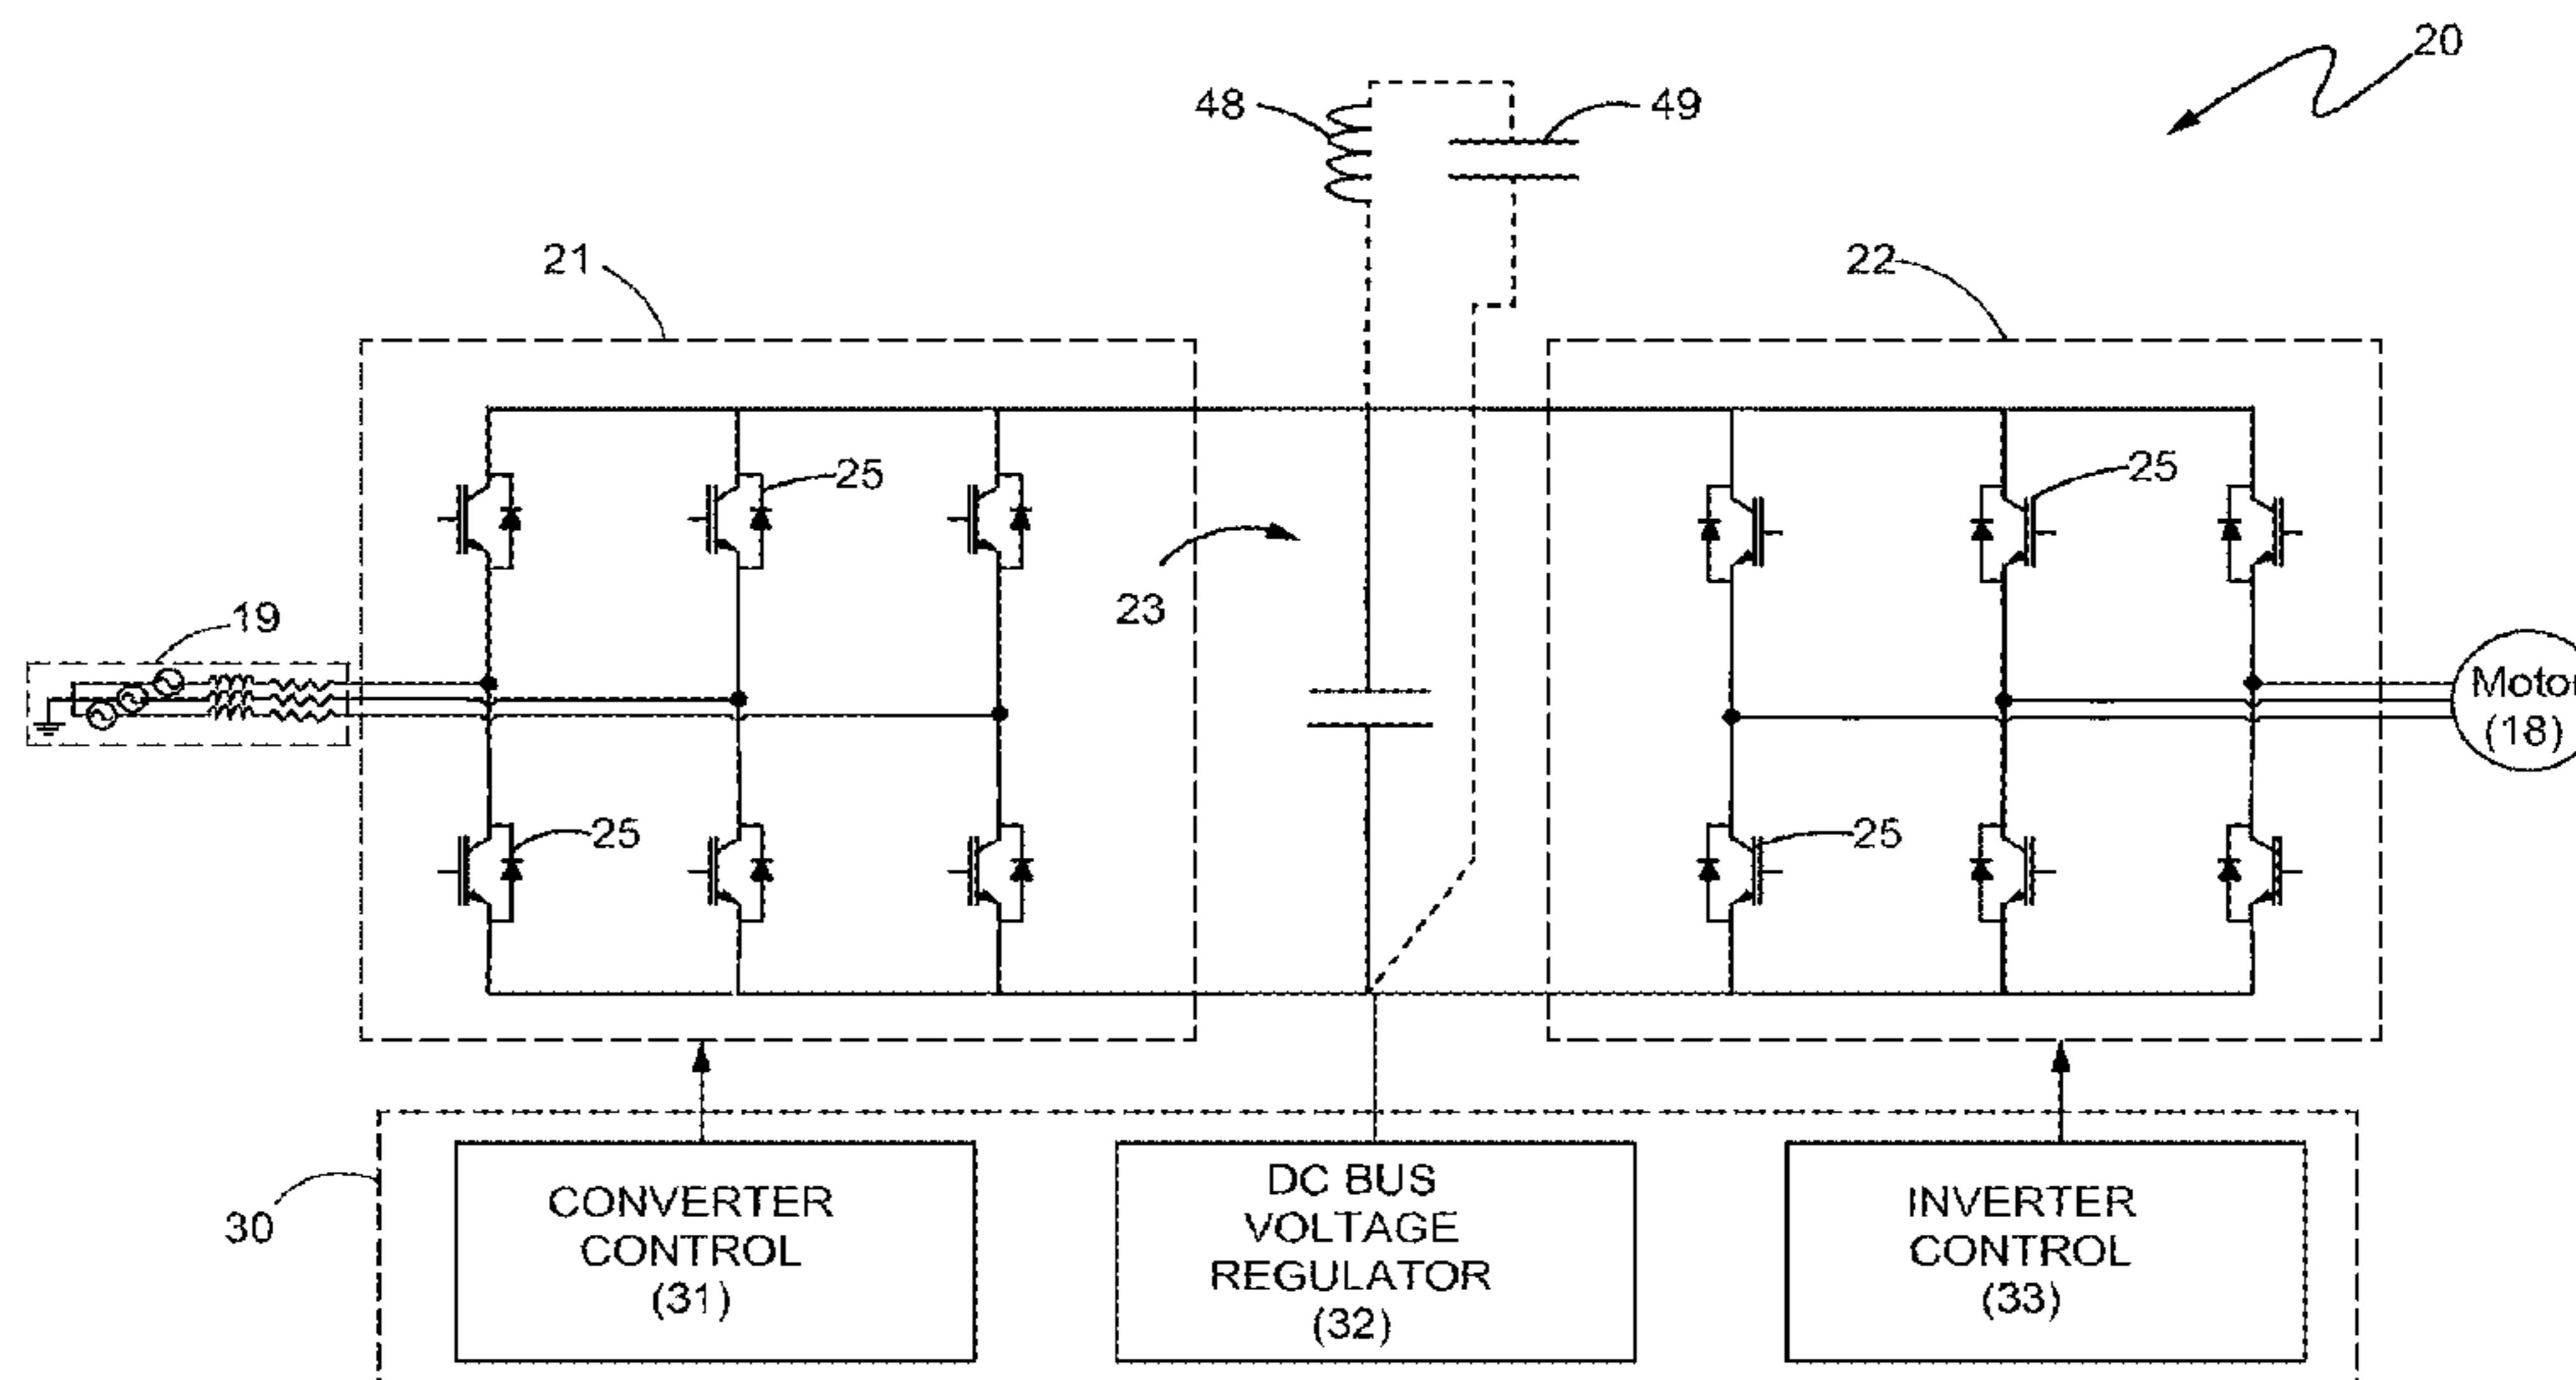 20
48
49
21
22
25
25
23
19
Motor
(18)
25
25
30
CONVERTER
CONTROL
(31)
DC BUS
VOLTAGE
REGULATOR
(32)
INVERTER
CONTROL
(33)